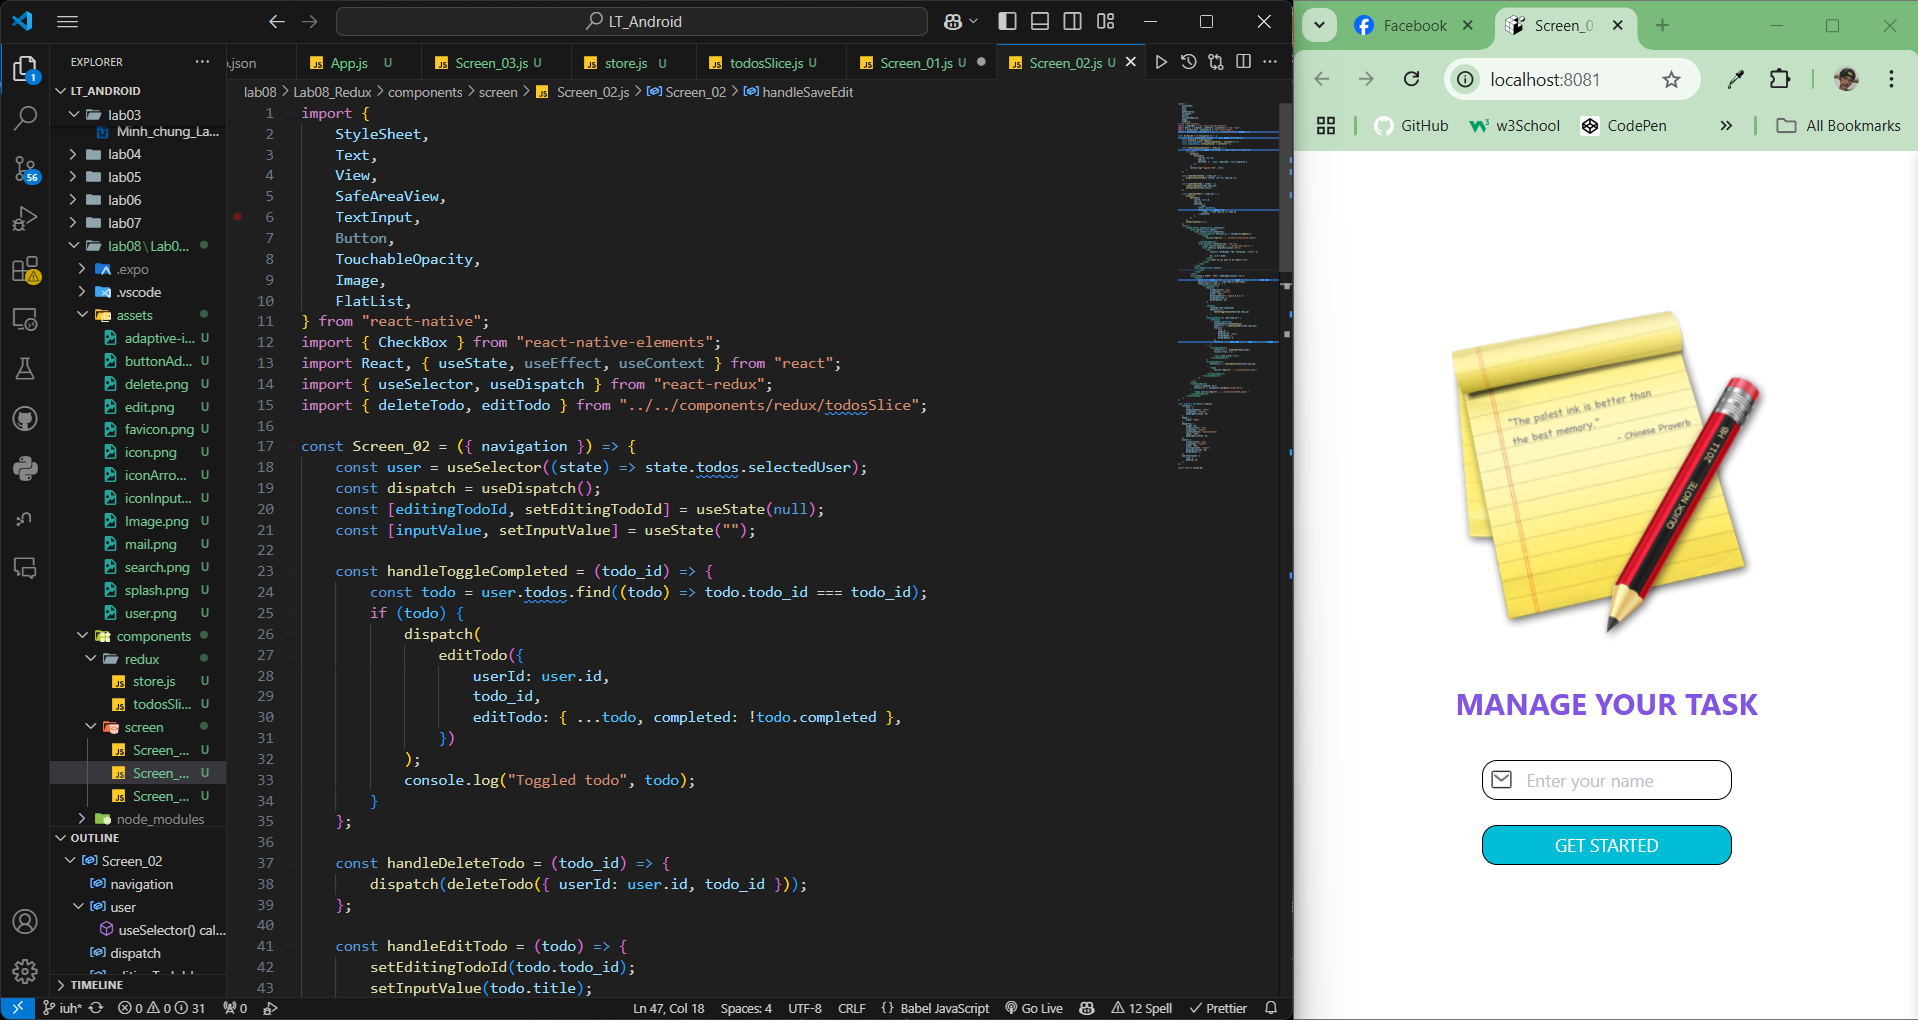 LT_Android
EXPLORER
LT_ANDROID
lab03
Minh_chung_La...
lab04
lab05
lab06
lab07
lab08\Lab0...
.expo
.vscode
assets
adaptive-i... U
buttonAd... U
delete.png U
edit.png U
favicon.png U
icon.png U
iconArro... U
iconInput... U
Image.png U
mail.png U
search.png U
splash.png U
user.png U
components
redux
store.js U
todosSli... U
screen
Screen_... U
Screen_... U
Screen_... U
node_modules
OUTLINE
Screen_02
navigation
user
useSelector() cal...
dispatch
TIMELINE
.json
App.js U
Screen_03.js U
store.js U
todosSlice.js U
Screen_01.js U
Screen_02.js U
lab08 > Lab08_Redux > components > screen > Screen_02.js > Screen_02 > handleSaveEdit
1 import {
2 StyleSheet,
3 Text,
4 View,
5 SafeAreaView,
6 TextInput,
7 Button,
8 TouchableOpacity,
9 Image,
10 FlatList,
11 } from "react-native";
12 import { CheckBox } from "react-native-elements";
13 import React, { useState, useEffect, useContext } from "react";
14 import { useSelector, useDispatch } from "react-redux";
15 import { deleteTodo, editTodo } from "../../components/redux/todosSlice";
16
17 const Screen_02 = ({ navigation }) => {
18 const user = useSelector((state) => state.todos.selectedUser);
19 const dispatch = useDispatch();
20 const [editingTodoId, setEditingTodoId] = useState(null);
21 const [inputValue, setInputValue] = useState("");
22
23 const handleToggleCompleted = (todo_id) => {
24 const todo = user.todos.find((todo) => todo.todo_id === todo_id);
25 if (todo) {
26 dispatch(
27 editTodo({
28 userId: user.id,
29 todo_id,
30 editTodo: { ...todo, completed: !todo.completed },
31 })
32 );
33 console.log("Toggled todo", todo);
34 }
35 };
36
37 const handleDeleteTodo = (todo_id) => {
38 dispatch(deleteTodo({ userId: user.id, todo_id }));
39 };
40
41 const handleEditTodo = (todo) => {
42 setEditingTodoId(todo.todo_id);
43 setInputValue(todo.title);
1
56
iuh* 0 0 31 0
Ln 47, Col 18 Spaces: 4 UTF-8 CRLF {} Babel JavaScript Go Live 12 Spell Prettier
Facebook
Screen_0
localhost:8081
GitHub
w3School
CodePen
All Bookmarks
"The palest ink is better than
the best memory."
- Chinese Proverb
QUICK NOTE
2011 HB
MANAGE YOUR TASK
Enter your name
GET STARTED